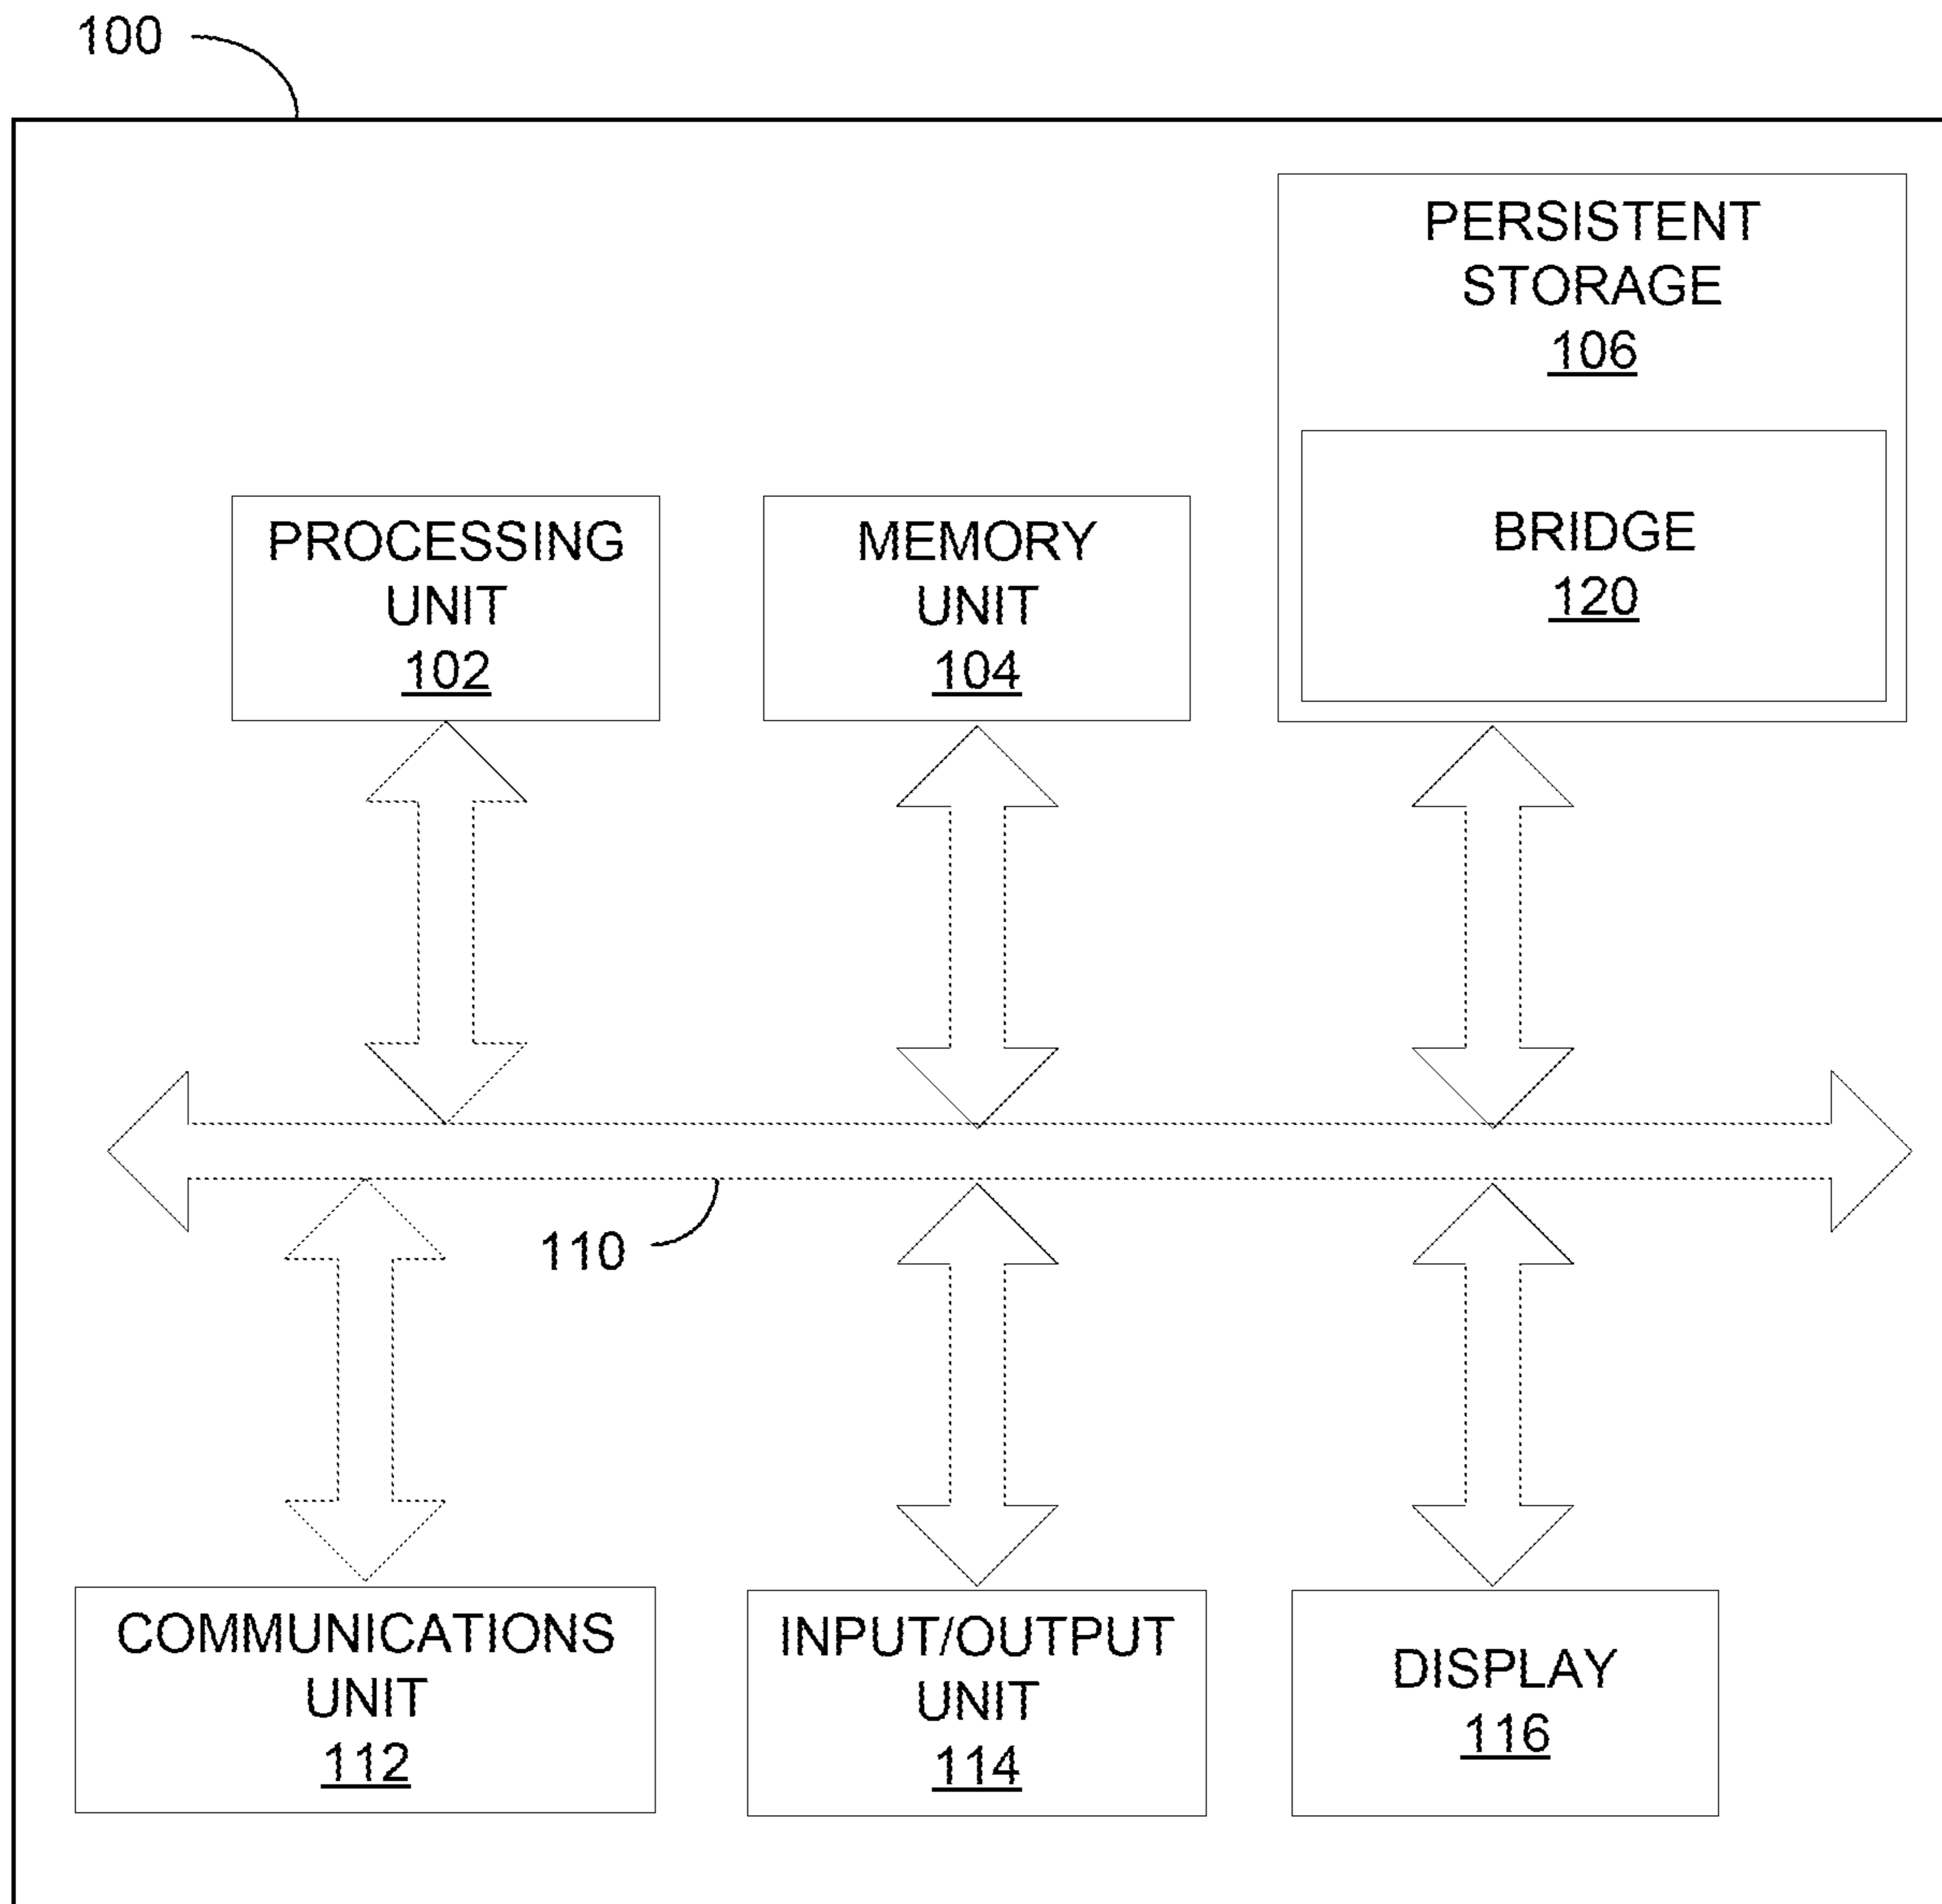 100
PERSISTENT
STORAGE
106
BRIDGE
120
PROCESSING
UNIT
102
MEMORY
UNIT
104
110
COMMUNICATIONS
UNIT
112
INPUT/OUTPUT
UNIT
114
DISPLAY
116